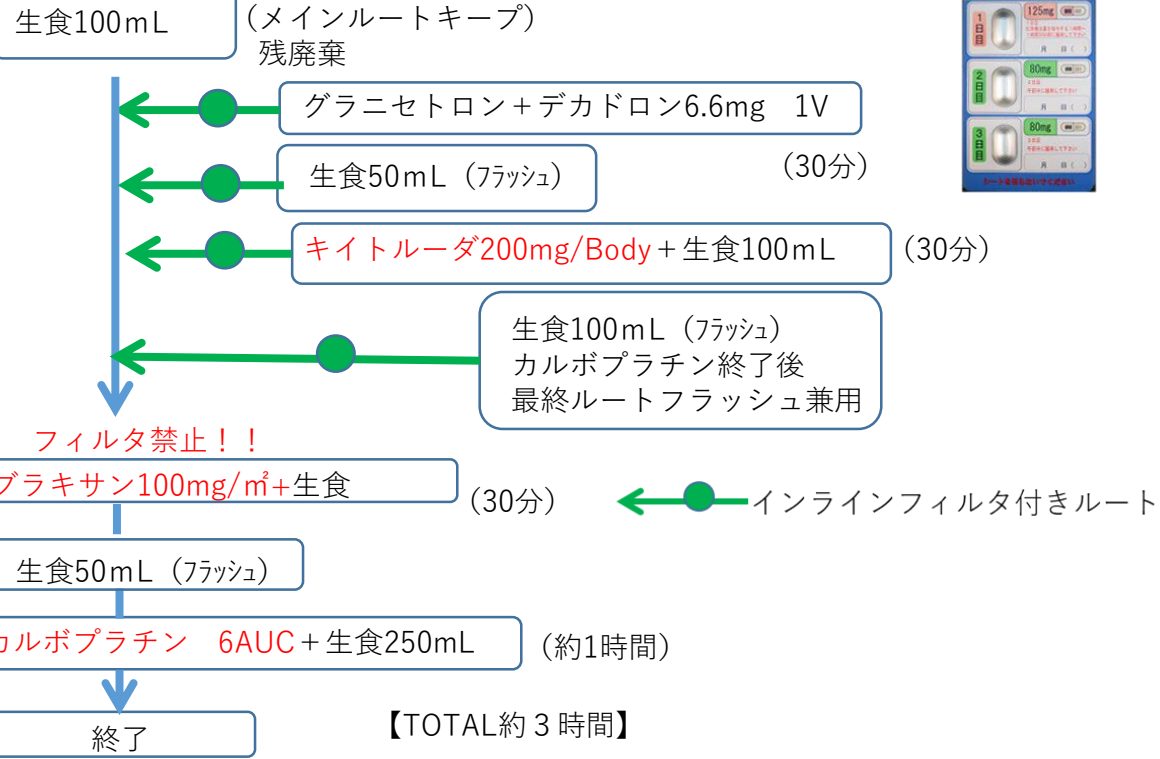 生食100mL
(メインルートキープ)
残廃棄
グラニセトロン+デカドロン6.6mg 1V
(30分)
生食50mL (フラッシュ)
キイトルーダ200mg/Body+生食100mL
(30分)
生食100mL (フラッシュ)
カルボプラチン終了後
最終ルートフラッシュ兼用
フィルタ禁止!!
ブラキサン100mg/㎡+生食
(30分)
インラインフィルタ付きルート
生食50mL (フラッシュ)
カルボプラチン 6AUC+生食250mL
(約1時間)
終了
【TOTAL約3時間】
1日目
125mg
月 日 ( )
2日目
80mg
月 日 ( )
3日目
80mg
月 日 ( )